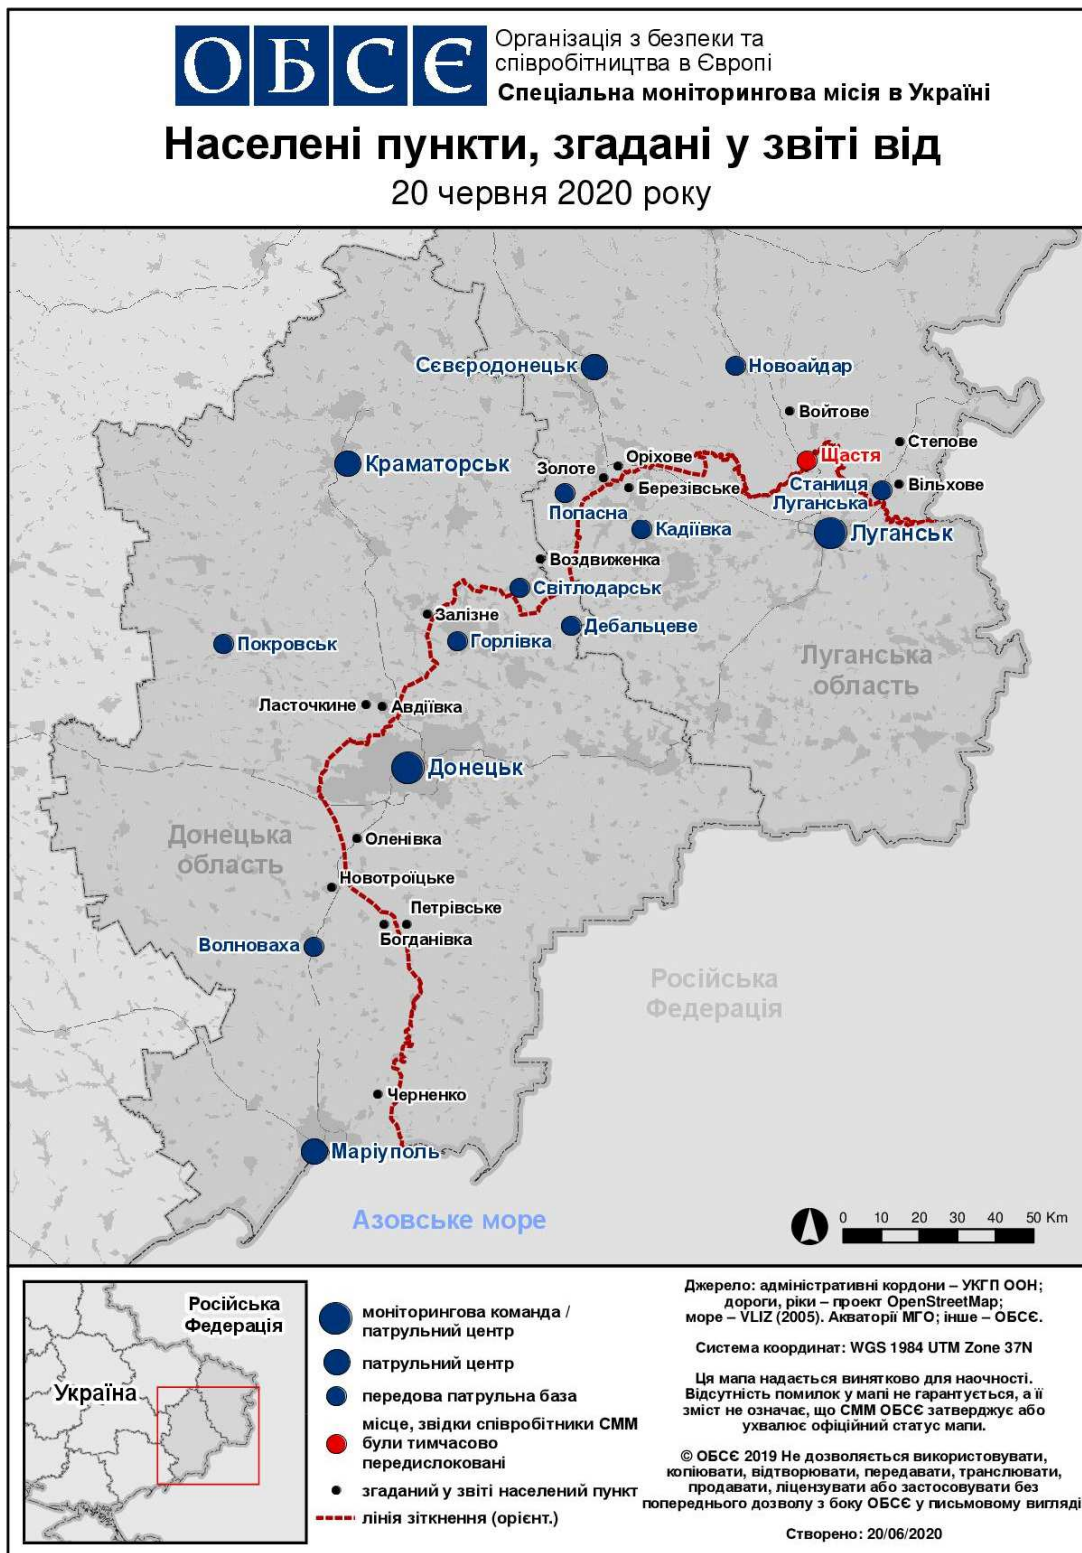 ОБСЄ
Організація з безпеки та
співробітництва в Європі
Спеціальна моніторингова місія в Україні
Населені пункти, згадані у звіті від
20 червня 2020 року
Сєвєродонецьк
Новоайдар
Войтове
Степове
Щастя
Оріхове
Краматорськ
Золоте
Березівське
Станиця
Луганська
Вільхове
Попасна
Кадіївка
Луганськ
Воздвиженка
Світлодарськ
Залізне
Дебальцеве
Горлівка
Покровськ
Луганська
область
Ласточкине
Авдіївка
Донецьк
Донецька
область
Оленівка
Новотроїцьке
Петрівське
Богданівка
Волноваха
Російська
Федерація
Черненко
Маріуполь
Азовське море
0 10 20 30 40 50 Km
Російська
Федерація
Україна
моніторингова команда /
патрульний центр
патрульний центр
передова патрульна база
місце, звідки співробітники СММ
були тимчасово
передислоковані
згаданий у звіті населений пункт
лінія зіткнення (орієнт.)
Джерело: адміністративні кордони – УКГП ООН;
дороги, ріки – проект OpenStreetMap;
море – VLIZ (2005). Акваторії МГО; інше – ОБСЄ.
Система координат: WGS 1984 UTM Zone 37N
Ця мапа надається винятково для наочності.
Відсутність помилок у мапі не гарантується, а її
зміст не означає, що СММ ОБСЄ затверджує або
ухвалює офіційний статус мапи.
© ОБСЄ 2019 Не дозволяється використовувати,
копіювати, відтворювати, передавати, транслювати,
продавати, ліцензувати або застосовувати без
попереднього дозволу з боку ОБСЄ у письмовому вигляді
Створено: 20/06/2020